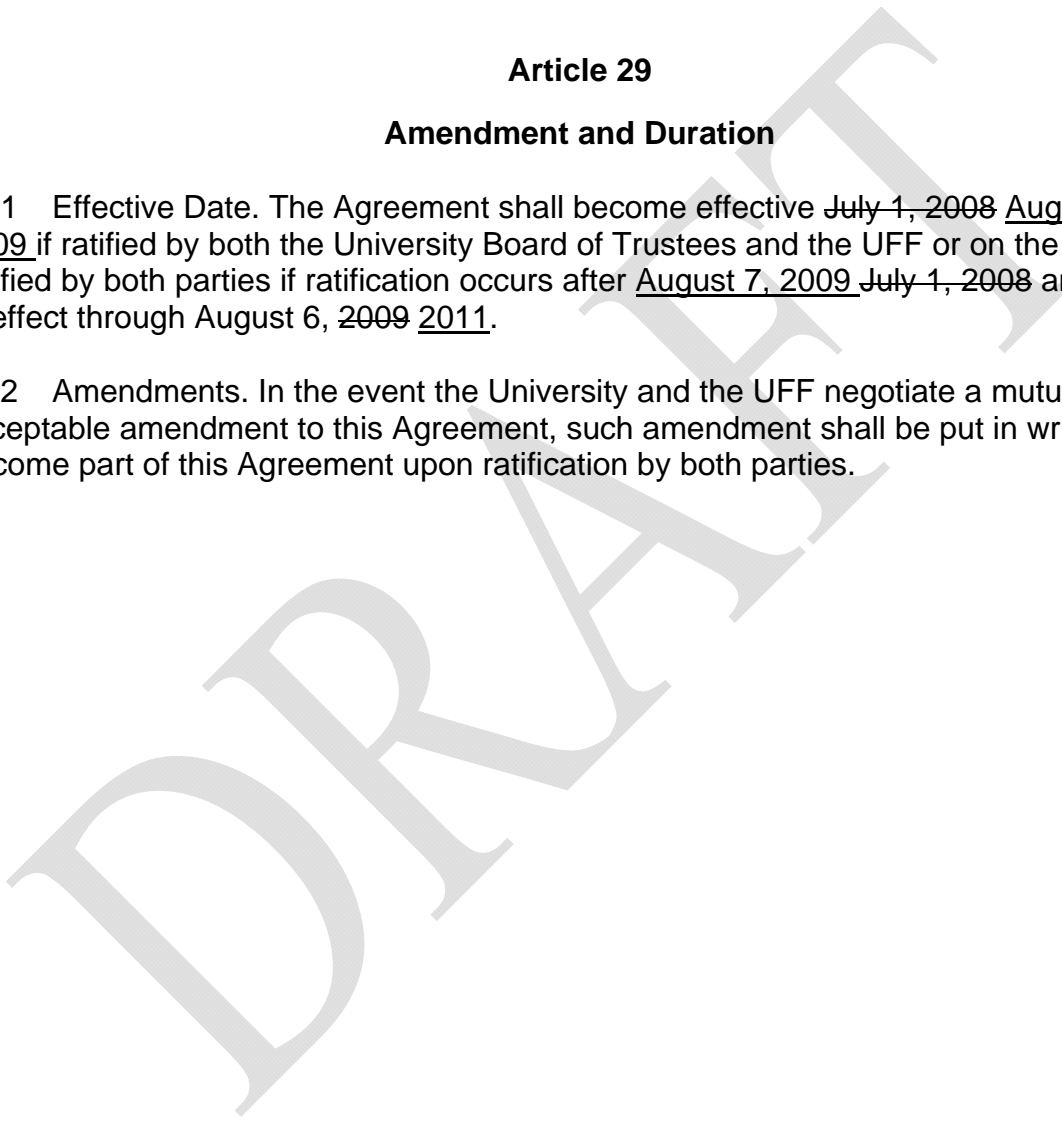 Article 29
Amendment and Duration
1 Effective Date. The Agreement shall become effective July 1, 2008 Aug
09 if ratified by both the University Board of Trustees and the UFF or on the
fied by both parties if ratification occurs after August 7, 2009 July 1, 2008 a
effect through August 6, 2009 2011.
2 Amendments. In the event the University and the UFF negotiate a mutu
ceptable amendment to this Agreement, such amendment shall be put in wr
come part of this Agreement upon ratification by both parties.
DRAFT